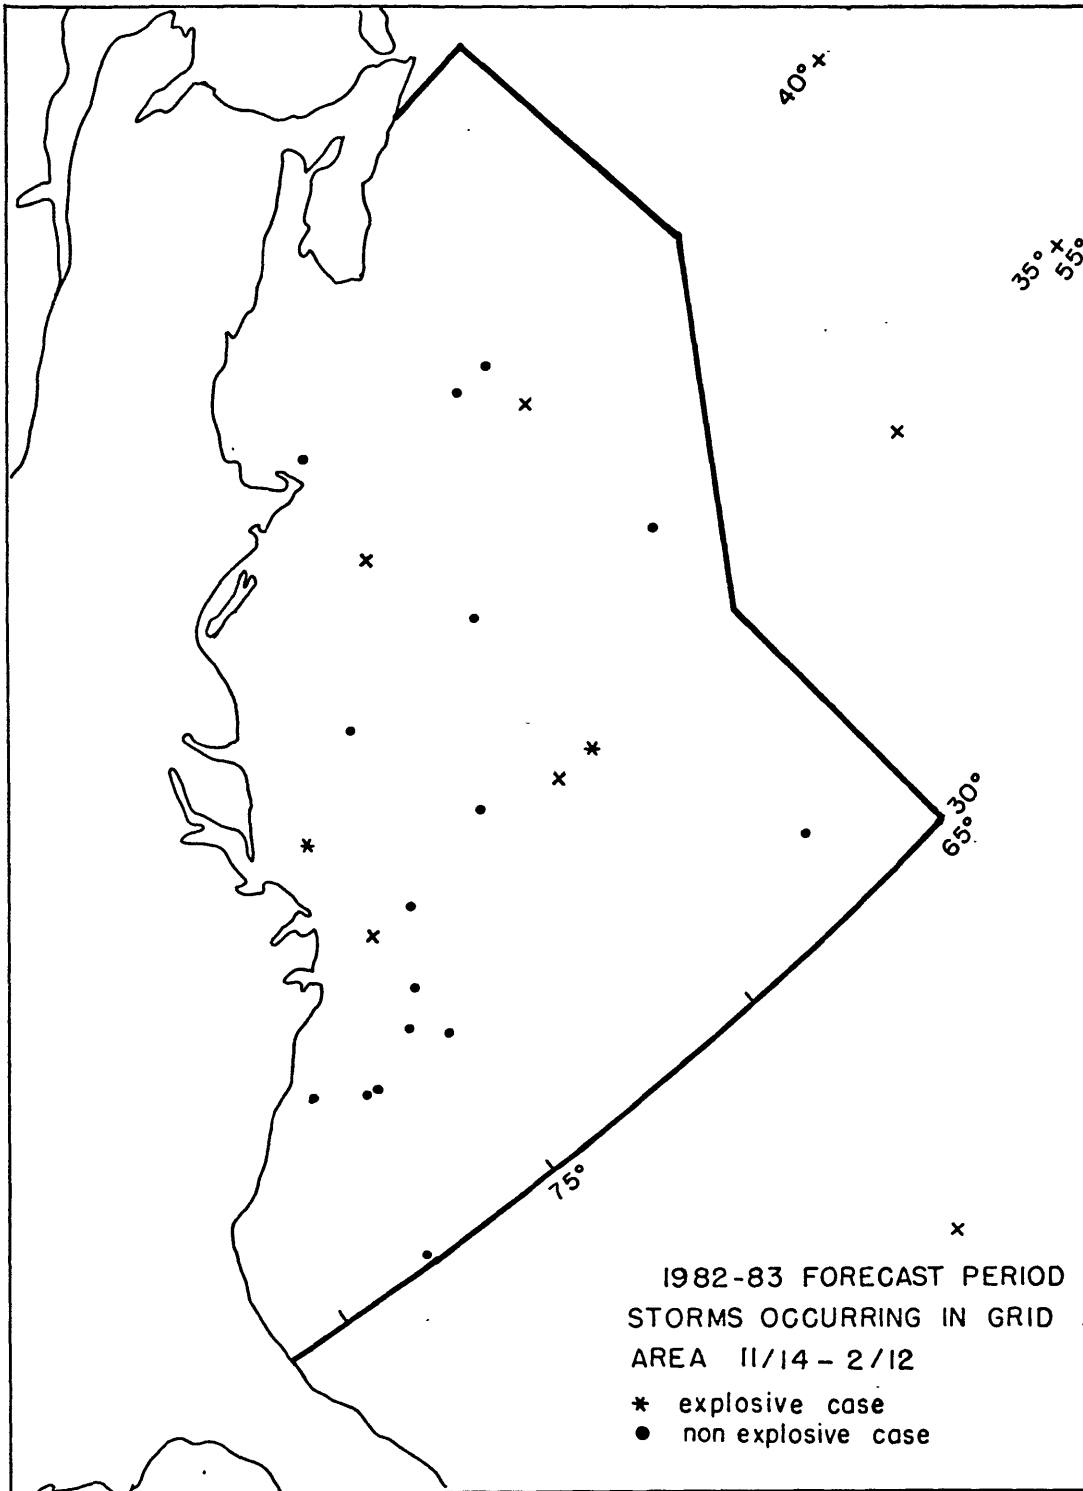 40°
35°
55°
30°
65°
75°
1982-83 FORECAST PERIOD
STORMS OCCURRING IN GRID
AREA 11/14 - 2/12
* explosive case
● non explosive case